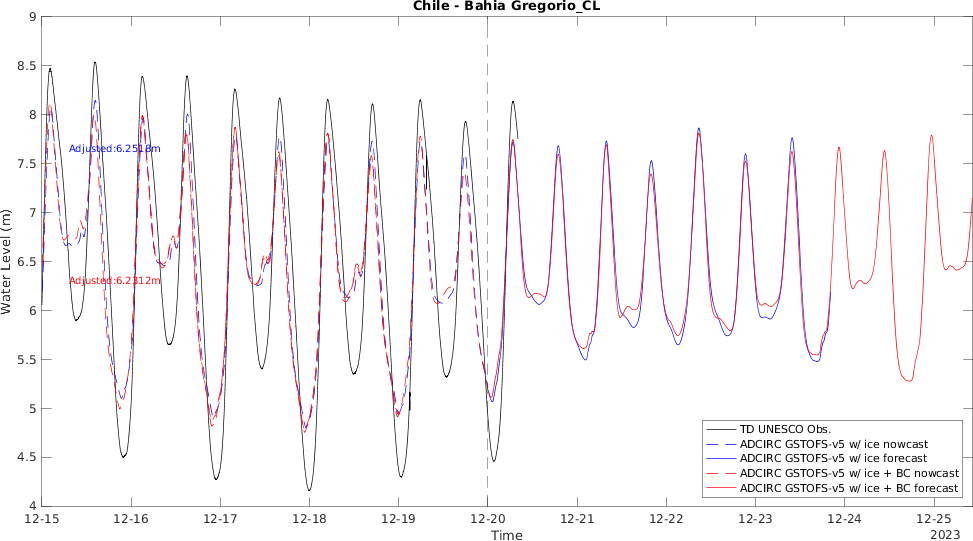 Chile - Bahia Gregorio_CL
9
8.5
8
7.5
7
6.5
6
5.5
5
4.5
4
Water Level (m)
Adjusted:6.2518m
Adjusted:6.2312m
TD UNESCO Obs.
ADCIRC GSTOFS-v5 w/ ice nowcast
ADCIRC GSTOFS-v5 w/ ice forecast
ADCIRC GSTOFS-v5 w/ ice + BC nowcast
ADCIRC GSTOFS-v5 w/ ice + BC forecast
12-15 12-16 12-17 12-18 12-19 12-20 12-21 12-22 12-23 12-24 12-25
Time
2023